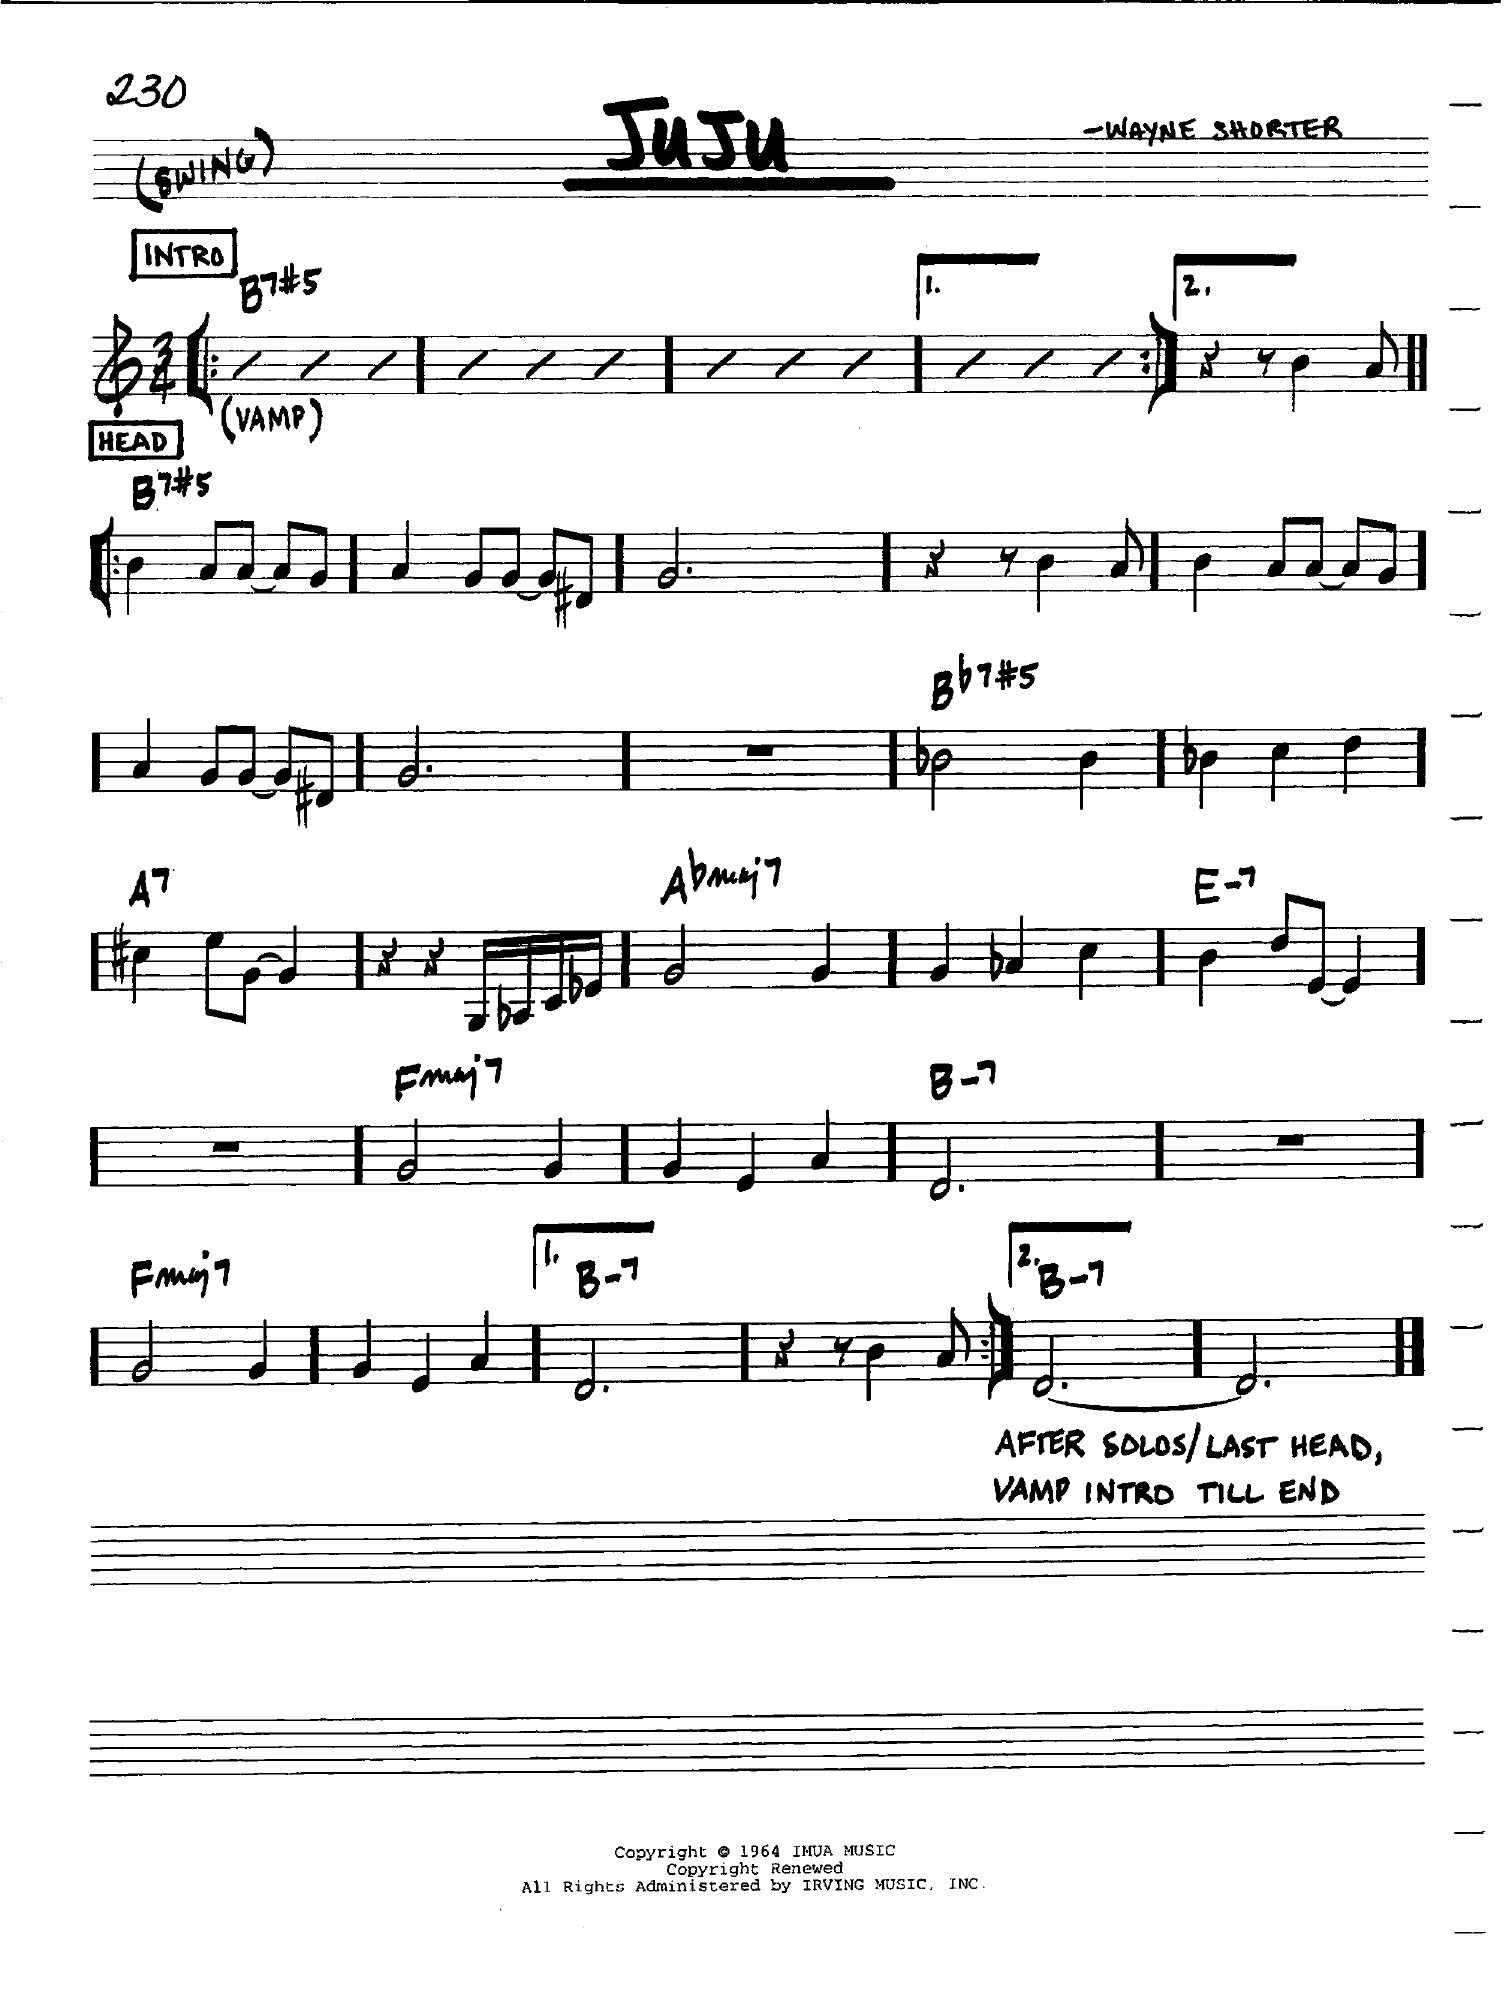 230
JUJU
-WAYNE SHORTER
(SWING)
INTRO
B7#5
1.
2.
3
4
(VAMP)
HEAD
B7#5
Bb7#5
A7
Abmaj7
E-7
Fmaj7
B-7
Fmaj7
1.
B-7
2.
B-7
AFTER SOLOS/LAST HEAD,
VAMP INTRO TILL END
Copyright © 1964 IMUA MUSIC
Copyright Renewed
All Rights Administered by IRVING MUSIC, INC.